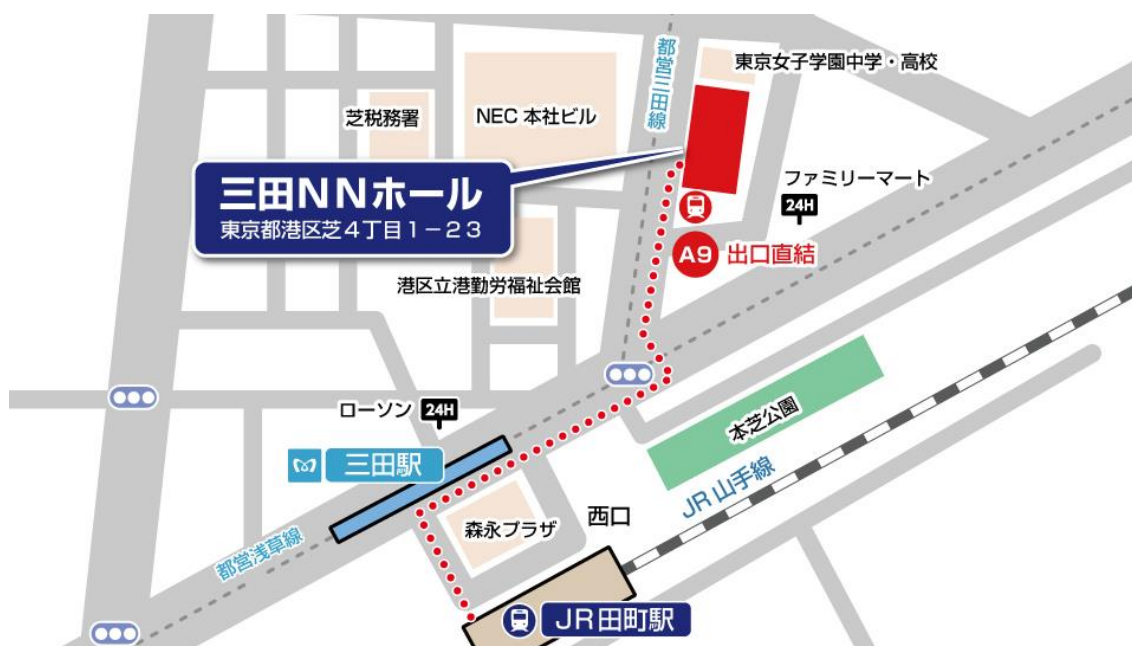 都営三田線
東京女子学園中学・高校
芝税務署
NEC 本社ビル
三田NNホール
東京都港区芝4丁目1-23
ファミリーマート
24H
A9 出口直結
港区立港勤労福祉会館
ローソン 24H
本芝公園
三田駅
JR山手線
森永プラザ
西口
都営浅草線
JR田町駅